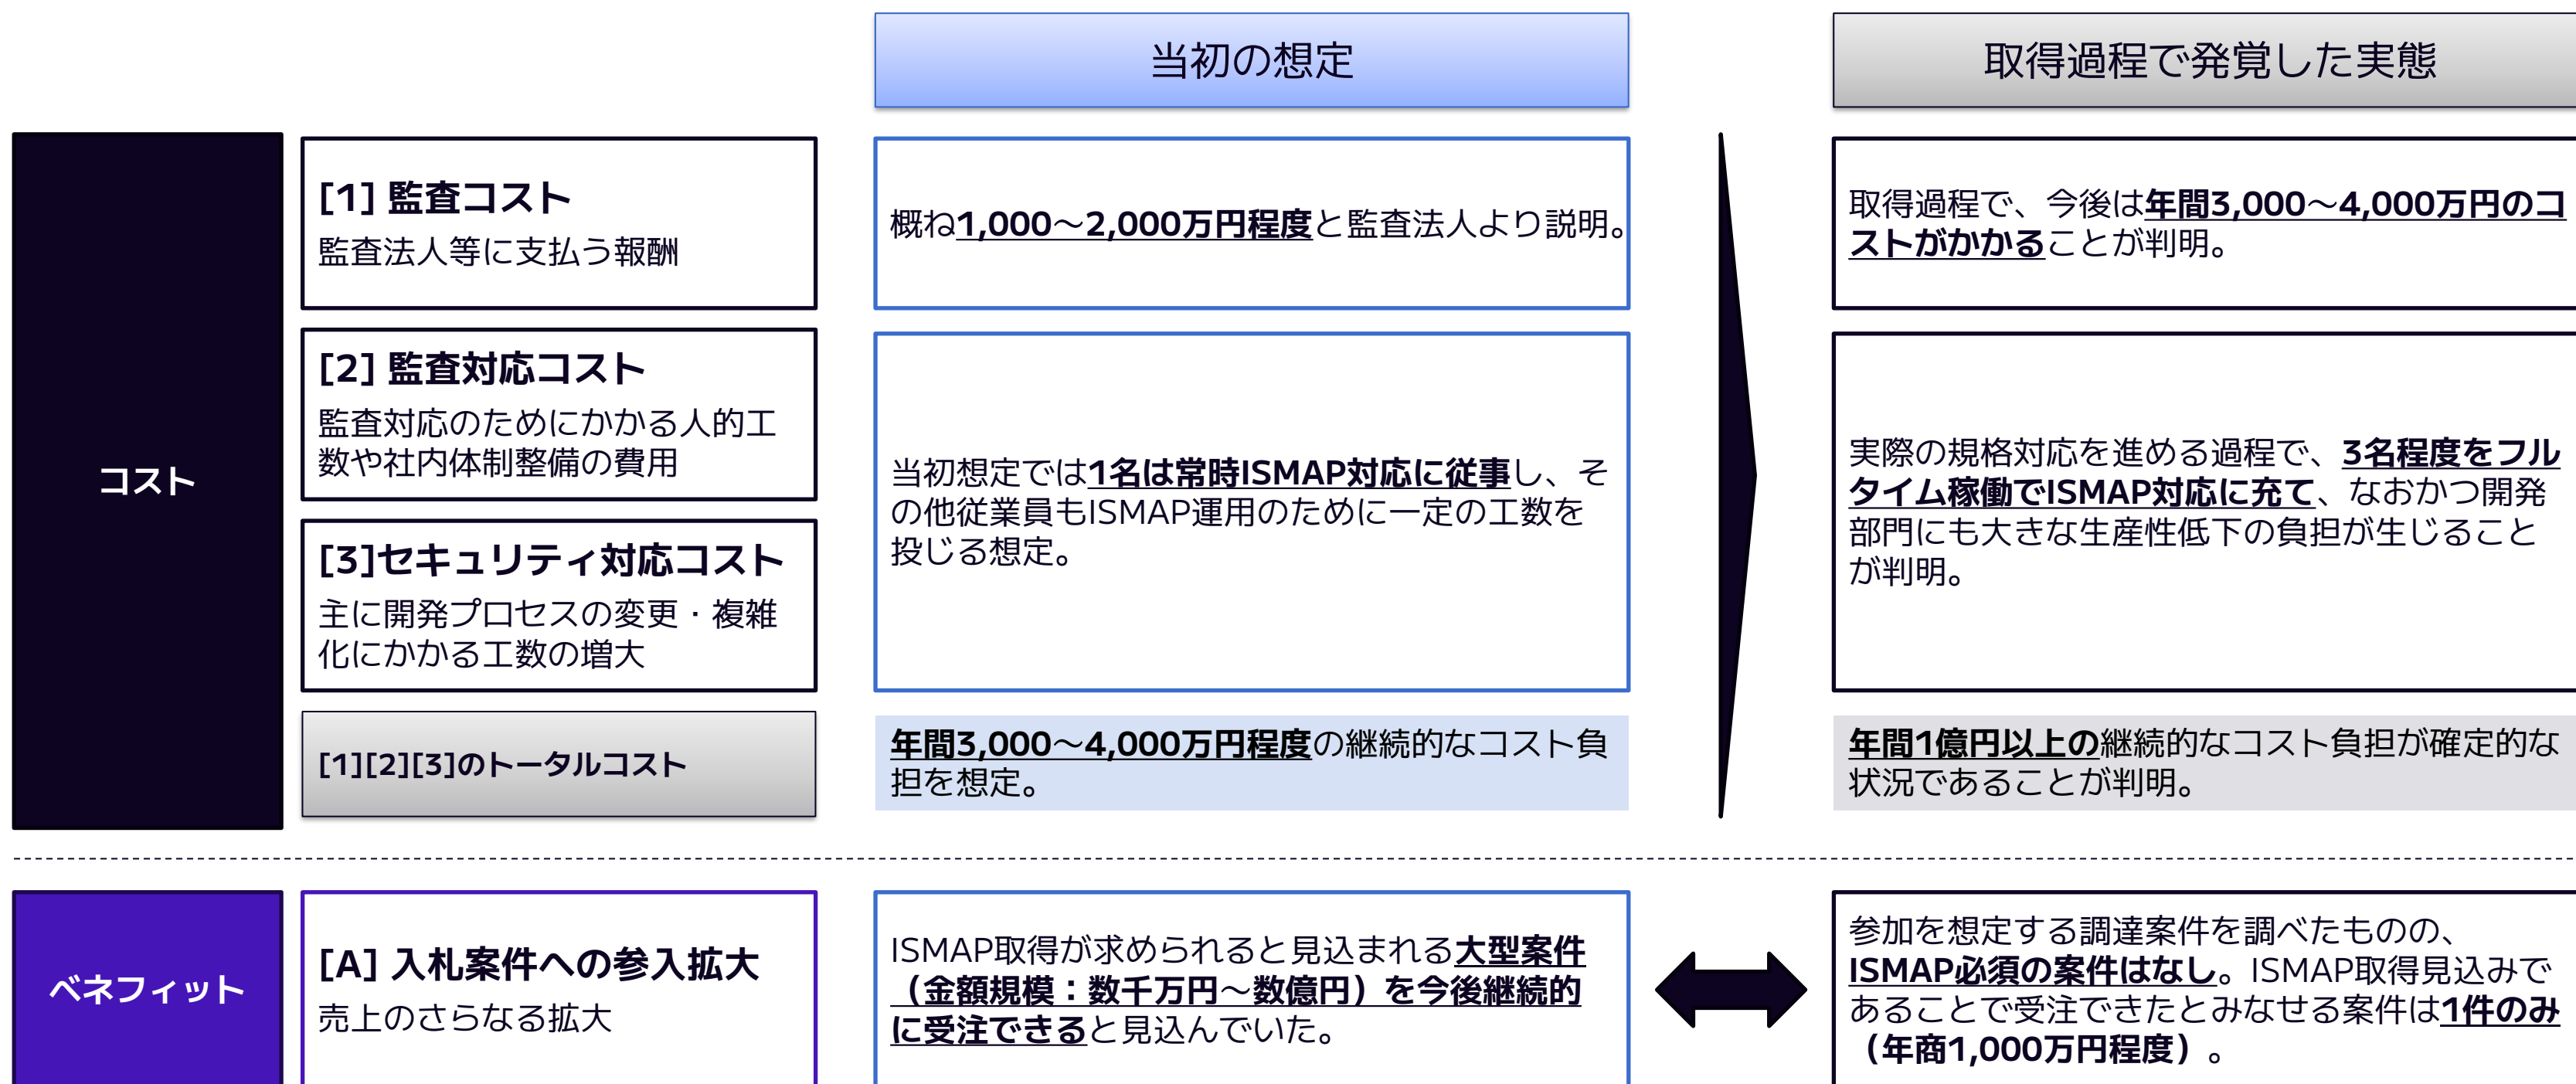 当初の想定
取得過程で発覚した実態
コスト
[1] 監査コスト
監査法人等に支払う報酬
概ね1,000～2,000万円程度と監査法人より説明。
取得過程で、今後は年間3,000～4,000万円のコ
ストがかかることが判明。
[2] 監査対応コスト
監査対応のためにかかる人的工
数や社内体制整備の費用
[3]セキュリティ対応コスト
主に開発プロセスの変更・複雑
化にかかる工数の増大
当初想定では1名は常時ISMAP対応に従事し、そ
の他従業員もISMAP運用のために一定の工数を
投じる想定。
実際の規格対応を進める過程で、3名程度をフル
タイム稼働でISMAP対応に充て、なおかつ開発
部門にも大きな生産性低下の負担が生じること
が判明。
[1][2][3]のトータルコスト
年間3,000～4,000万円程度の継続的なコスト負
担を想定。
年間1億円以上の継続的なコスト負担が確定的な
状況であることが判明。
ベネフィット
[A] 入札案件への参入拡大
売上のさらなる拡大
ISMAP取得が求められると見込まれる大型案件
（金額規模：数千万円～数億円）を今後継続的
に受注できると見込んでいた。
参加を想定する調達案件を調べたものの、
ISMAP必須の案件はなし。ISMAP取得見込みで
あることで受注できたとみなせる案件は1件のみ
（年商1,000万円程度）。